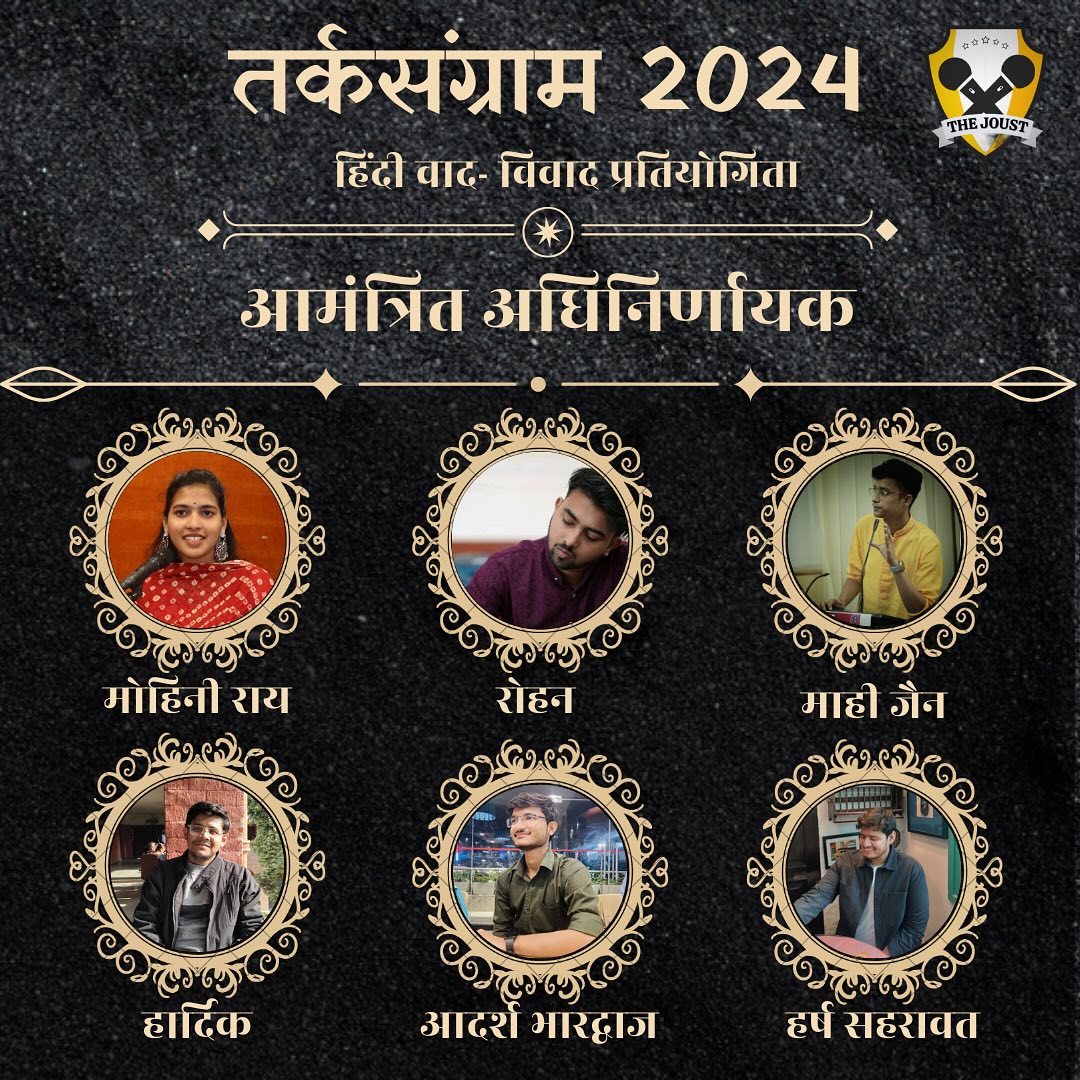 तर्कसंग्राम 2024
THE JOUST
हिंदी वाद- विवाद प्रतियोगिता
आमंत्रित अधिनिर्णायक
मोहिनी राय
रोहन
माही जैन
हार्दिक
आदर्श भारद्वाज
हर्ष सहरावत